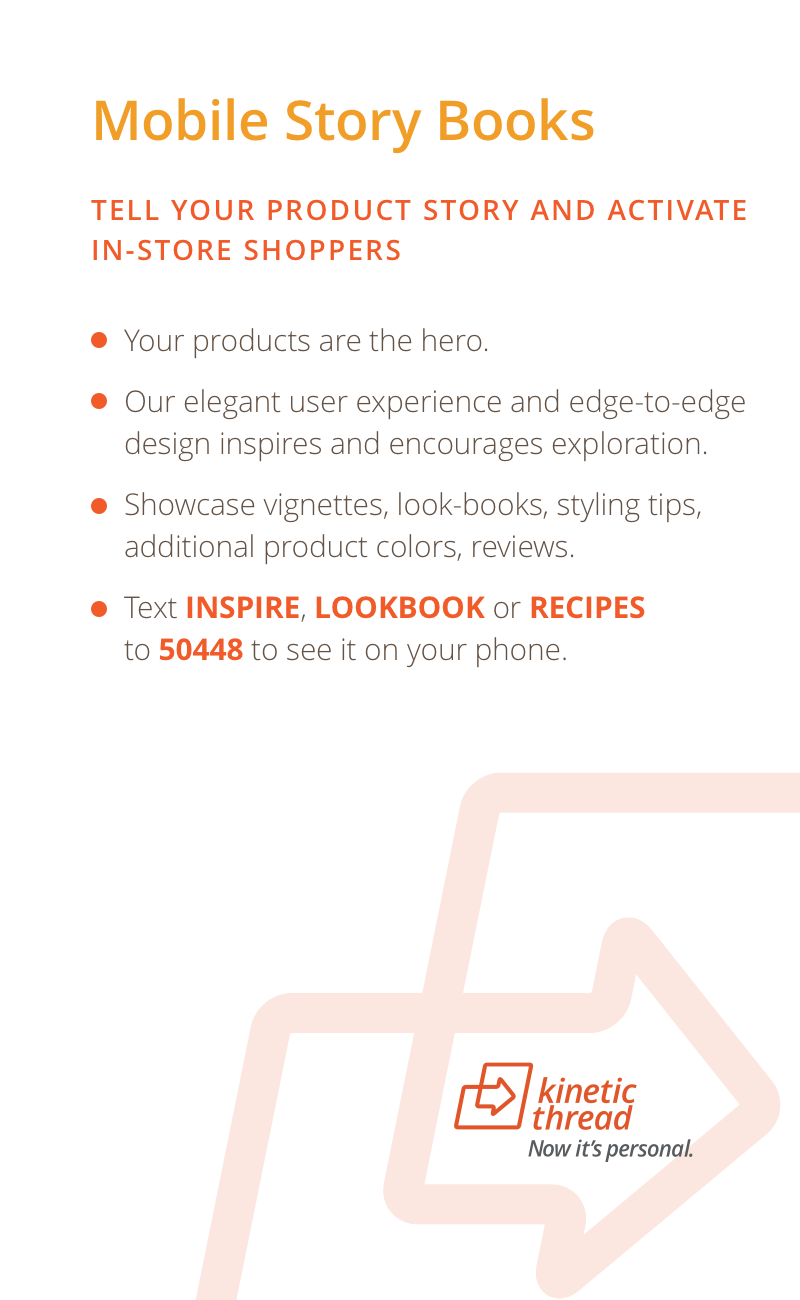 Mobile Story Books
TELL YOUR PRODUCT STORY AND ACTIVATE
IN-STORE SHOPPERS
Your products are the hero.
Our elegant user experience and edge-to-edge
design inspires and encourages exploration.
Showcase vignettes, look-books, styling tips,
additional product colors, reviews.
Text INSPIRE, LOOKBOOK or RECIPES
to 50448 to see it on your phone.
kinetic
thread
Now it's personal.